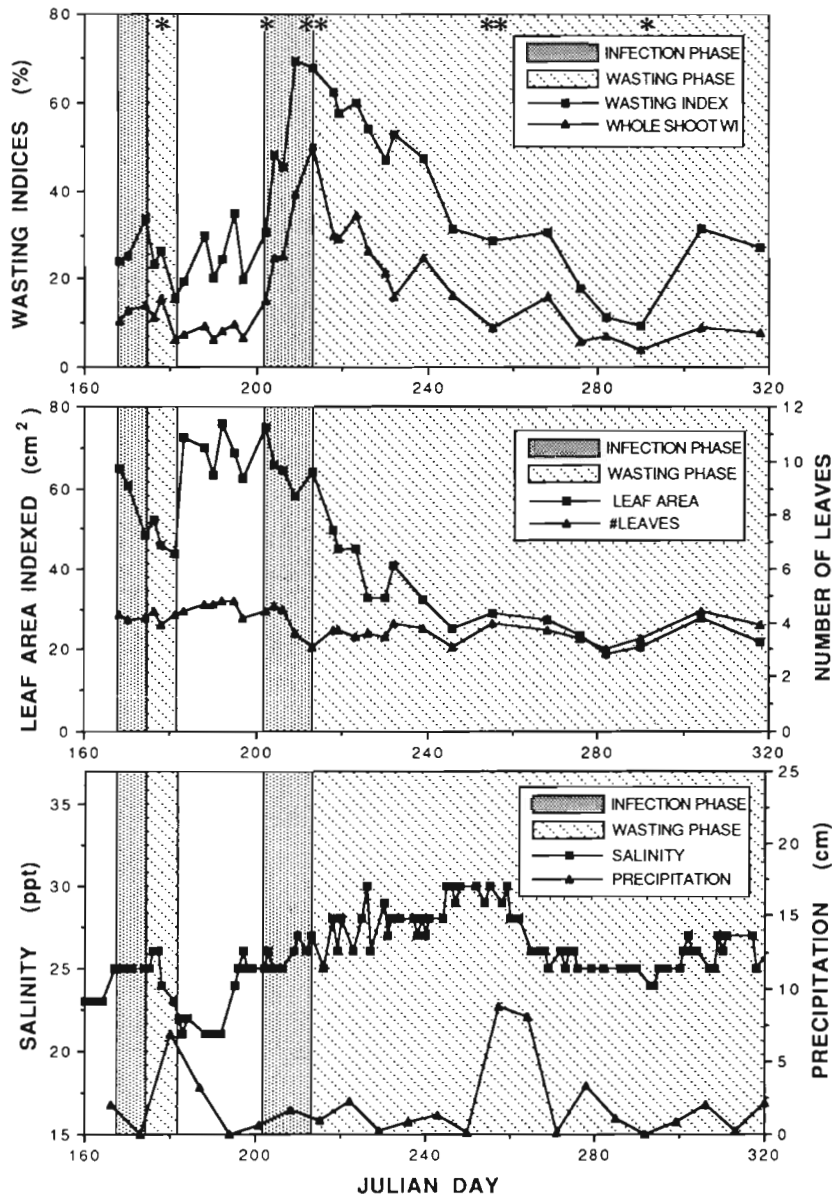 * * ** ** *
80
60
40
20
0
WASTING INDICES (%)
INFECTION PHASE
WASTING PHASE
WASTING INDEX
WHOLE SHOOT WI
160 200 240 280 320
80
60
40
20
0
LEAF AREA INDEXED (cm²)
12
10
8
6
4
2
0
NUMBER OF LEAVES
INFECTION PHASE
WASTING PHASE
LEAF AREA
#LEAVES
160 200 240 280 320
35
30
25
20
15
SALINITY (ppt)
25
20
15
10
5
0
PRECIPITATION (cm)
INFECTION PHASE
WASTING PHASE
SALINITY
PRECIPITATION
160 200 240 280 320
JULIAN DAY